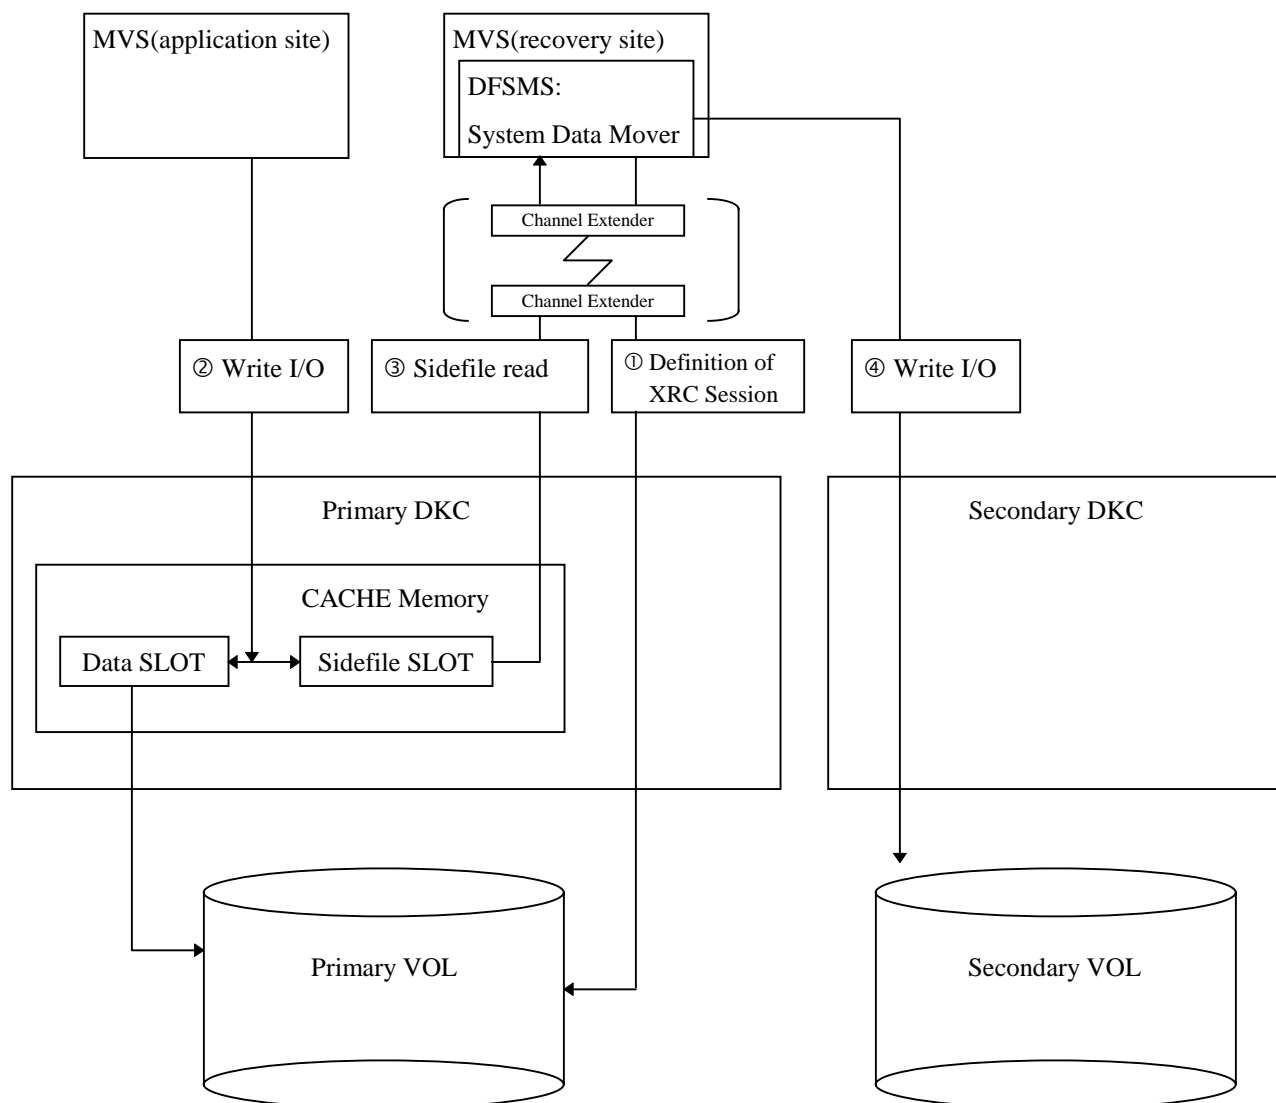 MVS(application site)
MVS(recovery site)
DFSMS:
System Data Mover
Channel Extender
Channel Extender
② Write I/O
③ Sidefile read
① Definition of
XRC Session
④ Write I/O
Primary DKC
Secondary DKC
CACHE Memory
Data SLOT
Sidefile SLOT
Primary VOL
Secondary VOL